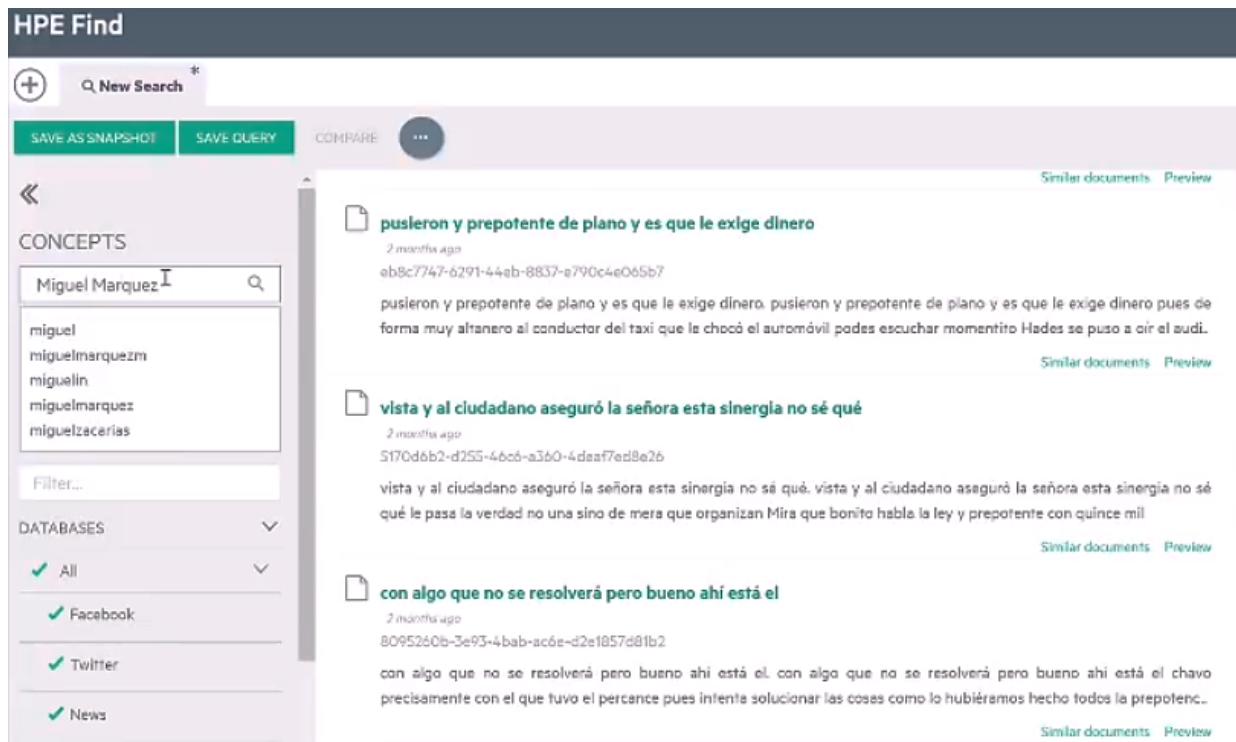 HPE Find
New Search *
SAVE AS SNAPSHOT SAVE QUERY COMPARE ...
CONCEPTS
Miguel Marquez
miguel
miguelmarquezm
miguelin
miguelmarquez
miguelzacarias
Filter...
DATABASES
All
Facebook
Twitter
News
Similar documents Preview
pusieron y prepotente de plano y es que le exige dinero
2 months ago
eb8c7747-6291-44eb-8837-e790c4e065b7
pusieron y prepotente de plano y es que le exige dinero. pusieron y prepotente de plano y es que le exige dinero pues de
forma muy altanero al conductor del taxi que le chocó el automóvil podes escuchar momentito Hades se puso a oír el audi..
Similar documents Preview
vista y al ciudadano aseguró la señora esta sinergia no sé qué
2 months ago
5170d6b2-d255-46c6-a360-4deaf7ed8e26
vista y al ciudadano aseguró la señora esta sinergia no sé qué. vista y al ciudadano aseguró la señora esta sinergia no sé
qué le pasa la verdad no una sino de mera que organizan Mira que bonito habla la ley y prepotente con quince mil
Similar documents Preview
con algo que no se resolverá pero bueno ahí está el
2 months ago
8095260b-3e93-4bab-ac6e-d2e1857d81b2
con algo que no se resolverá pero bueno ahí está el. con algo que no se resolverá pero bueno ahí está el chavo
precisamente con el que tuvo el percance pues intenta solucionar las cosas como lo hubiéramos hecho todos la prepotenc..
Similar documents Preview